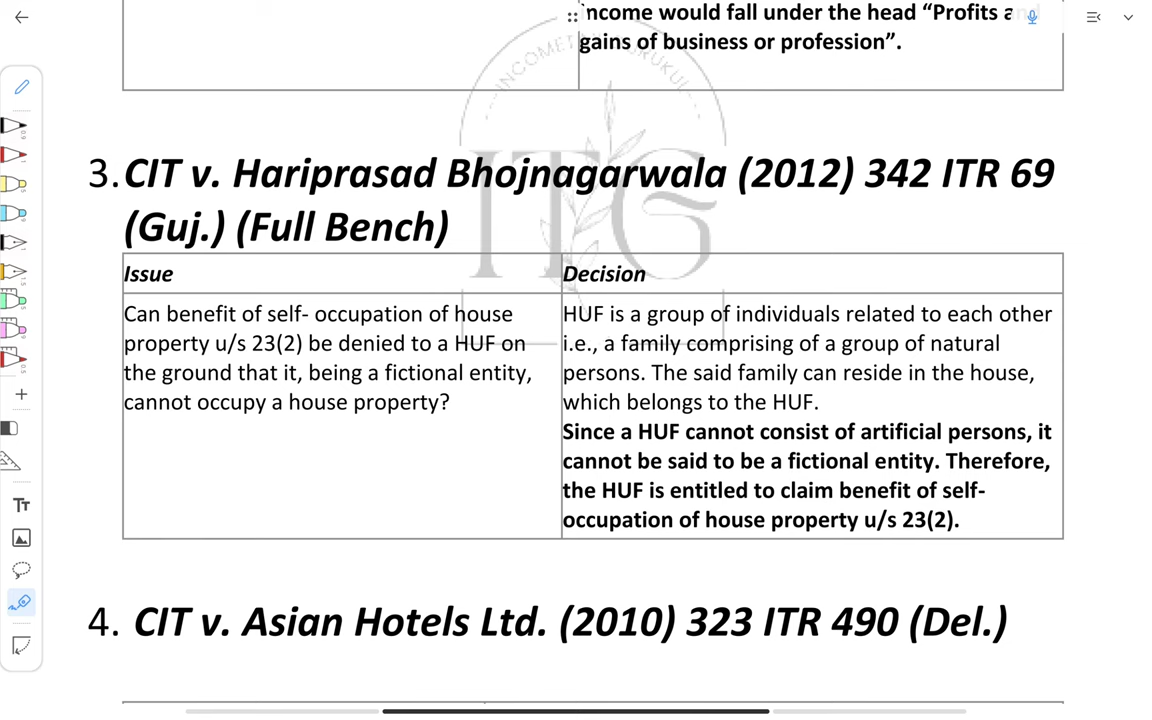 income would fall under the head “Profits and
gains of business or profession”.
INCOMETAX GURUKUL
ITG
3. CIT v. Hariprasad Bhojnagarwala (2012) 342 ITR 69
(Guj.) (Full Bench)
Issue
Decision
Can benefit of self- occupation of house
property u/s 23(2) be denied to a HUF on
the ground that it, being a fictional entity,
cannot occupy a house property?
HUF is a group of individuals related to each other
i.e., a family comprising of a group of natural
persons. The said family can reside in the house,
which belongs to the HUF.
Since a HUF cannot consist of artificial persons, it
cannot be said to be a fictional entity. Therefore,
the HUF is entitled to claim benefit of self-
occupation of house property u/s 23(2).
4. CIT v. Asian Hotels Ltd. (2010) 323 ITR 490 (Del.)